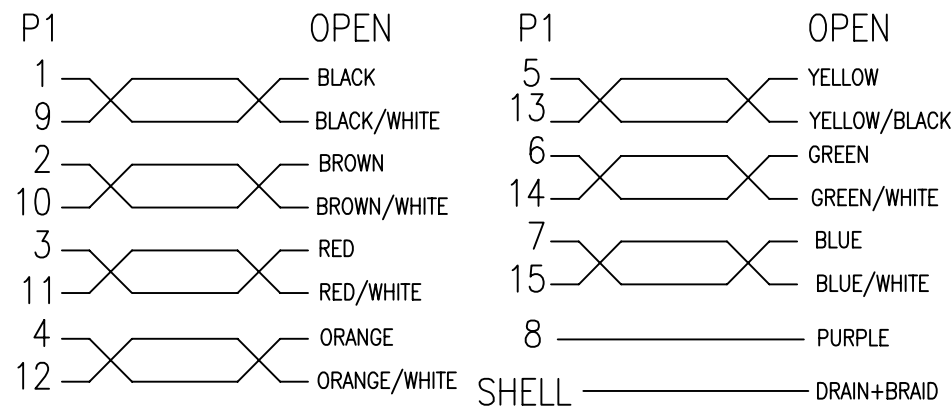 P1 OPEN
1 BLACK
9 BLACK/WHITE
2 BROWN
10 BROWN/WHITE
3 RED
11 RED/WHITE
4 ORANGE
12 ORANGE/WHITE
P1 OPEN
5 YELLOW
13 YELLOW/BLACK
6 GREEN
14 GREEN/WHITE
7 BLUE
15 BLUE/WHITE
8 PURPLE
SHELL DRAIN+BRAID